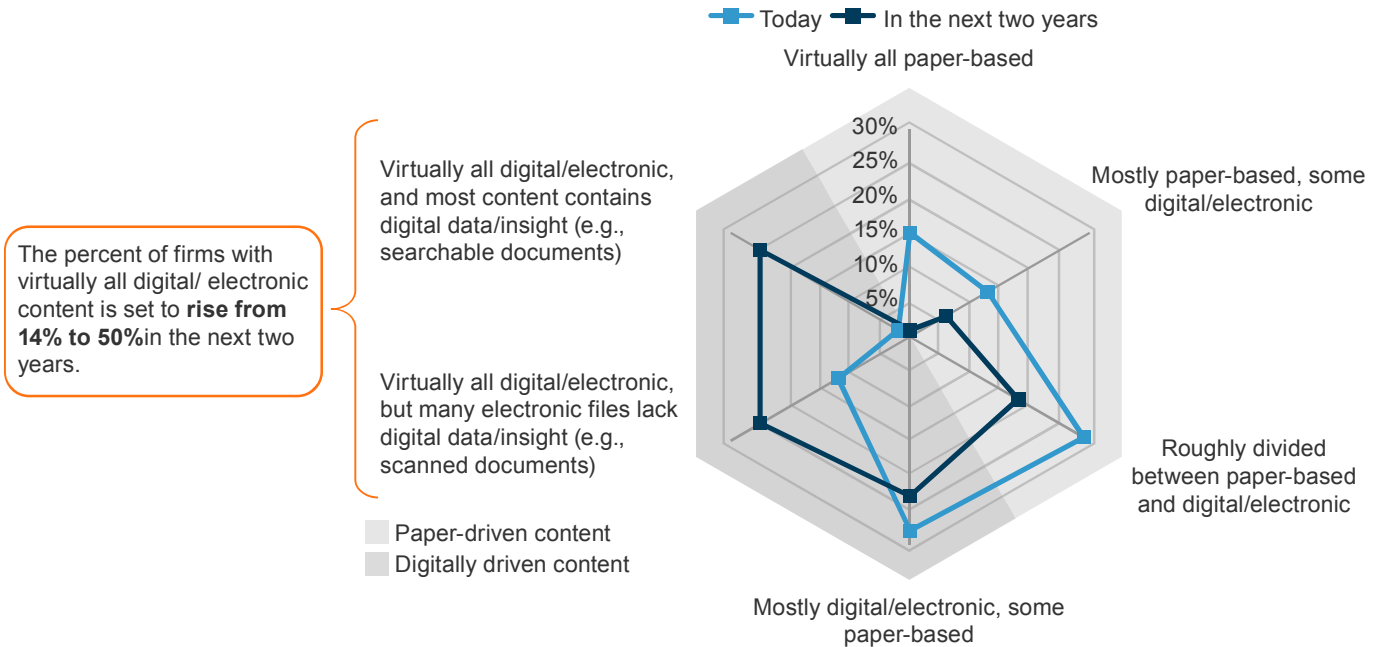 Today
In the next two years
Virtually all paper-based
30%
25%
20%
15%
10%
5%
Mostly paper-based, some
digital/electronic
Roughly divided
between paper-based
and digital/electronic
Mostly digital/electronic, some
paper-based
Virtually all digital/electronic,
but many electronic files lack
digital data/insight (e.g.,
scanned documents)
Virtually all digital/electronic,
and most content contains
digital data/insight (e.g.,
searchable documents)
The percent of firms with
virtually all digital/ electronic
content is set to rise from
14% to 50%in the next two
years.
Paper-driven content
Digitally driven content